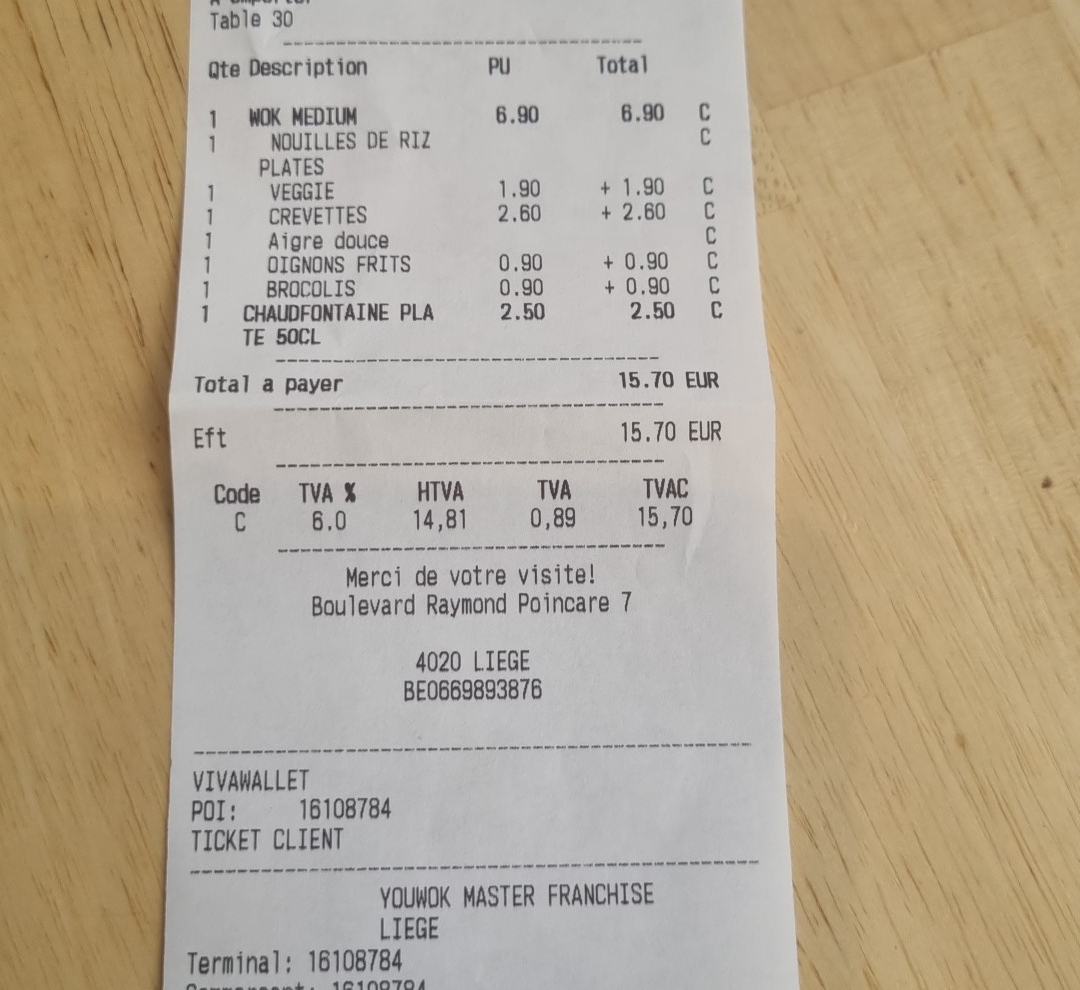 Table 30
Qte Description PU Total
1 WOK MEDIUM 6.90 6.90 C
1 NOUILLES DE RIZ C
PLATES
1 VEGGIE 1.90 + 1.90 C
1 CREVETTES 2.60 + 2.60 C
1 Aigre douce C
1 OIGNONS FRITS 0.90 + 0.90 C
1 BROCOLIS 0.90 + 0.90 C
1 CHAUDFONTAINE PLA 2.50 2.50 C
TE 50CL
Total a payer 15.70 EUR
Eft 15.70 EUR
Code TVA % HTVA TVA TVAC
C 6.0 14,81 0,89 15,70
Merci de votre visite!
Boulevard Raymond Poincare 7
4020 LIEGE
BE0669893876
VIVAWALLET
POI: 16108784
TICKET CLIENT
YOUWOK MASTER FRANCHISE
LIEGE
Terminal: 16108784